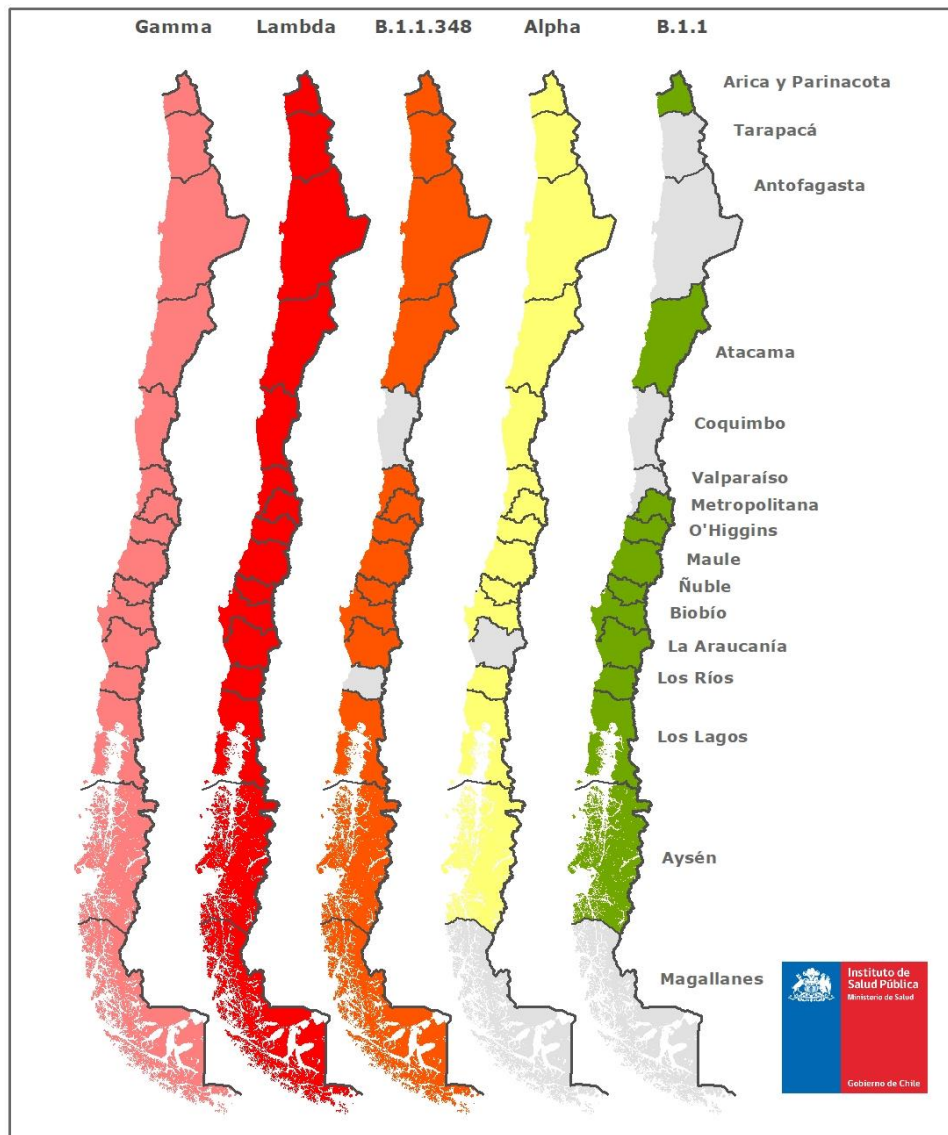 Gamma Lambda B.1.1.348 Alpha B.1.1
Arica y Parinacota
Tarapacá
Antofagasta
Atacama
Coquimbo
Valparaíso
Metropolitana
O'Higgins
Maule
Ñuble
Biobío
La Araucanía
Los Ríos
Los Lagos
Aysén
Magallanes
Instituto de
Salud Pública
Ministerio de Salud
Gobierno de Chile